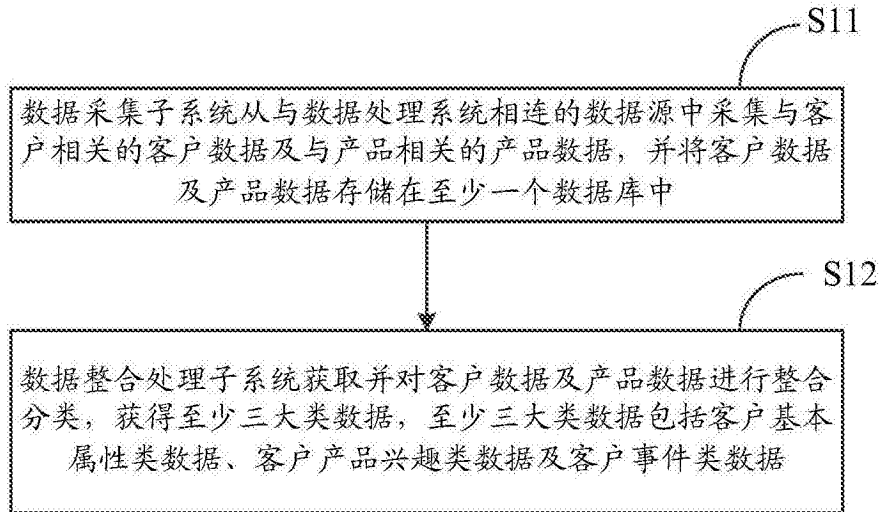 S11
数据采集子系统从与数据处理系统相连的数据源中采集与客
户相关的客户数据及与产品相关的产品数据，并将客户数据
及产品数据存储在至少一个数据库中
S12
数据整合处理子系统获取并对客户数据及产品数据进行整合
分类，获得至少三大类数据，至少三大类数据包括客户基本
属性类数据、客户产品兴趣类数据及客户事件类数据